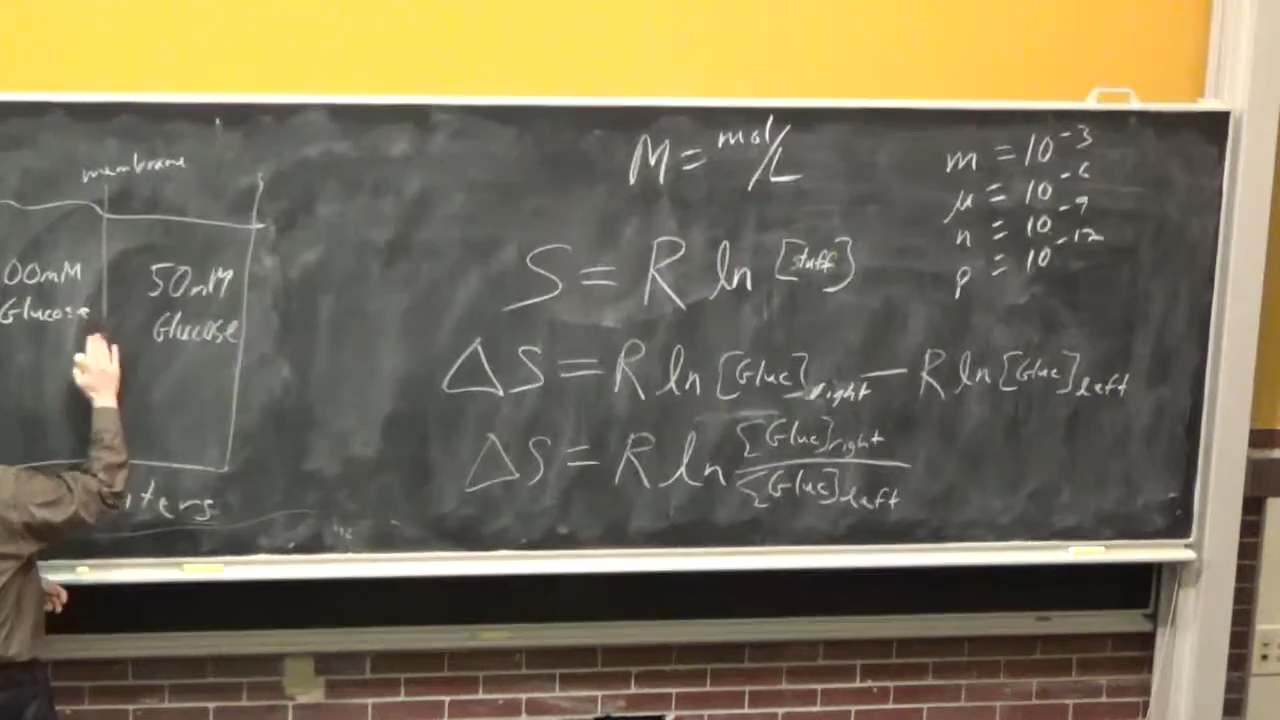 membrane
00mM
Glucose
50mM
Glucose
M = mol/L
m = 10^-3
μ = 10^-6
n = 10^-9
p = 10^-12
S = R ln [stuff]
ΔS = R ln [Gluc]right − R ln [Gluc]left
ΔS = R ln [Gluc]right / [Gluc]left